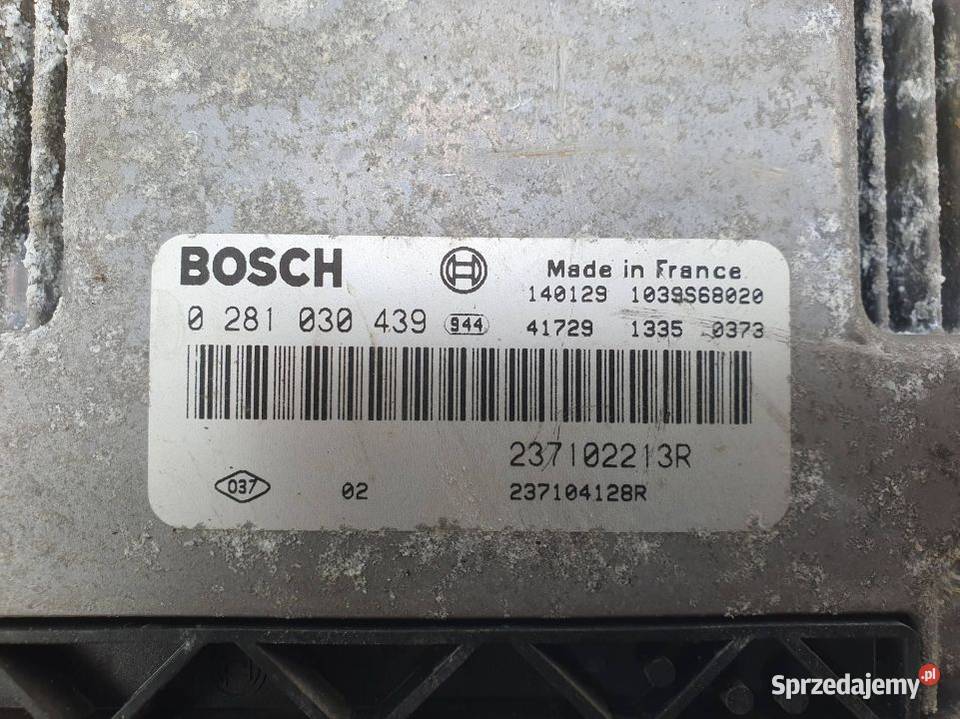 BOSCH Made in France
140129 1039S68020
0 281 030 439 944 41729 1335 0373
237102213R
037 02 237104128R
Sprzedajemy.pl